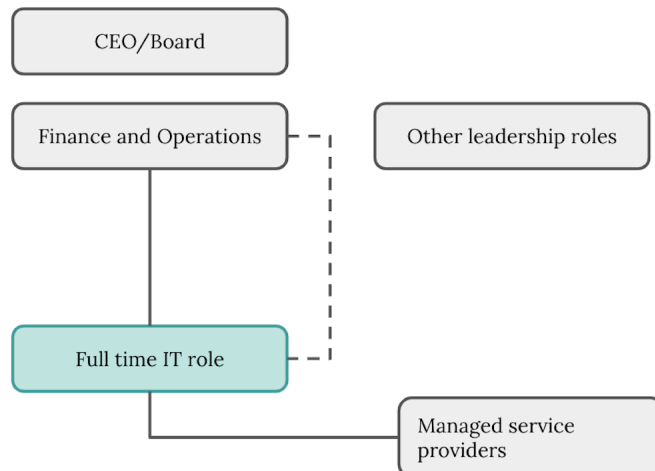 CEO/Board
Finance and Operations
Other leadership roles
Full time IT role
Managed service
providers